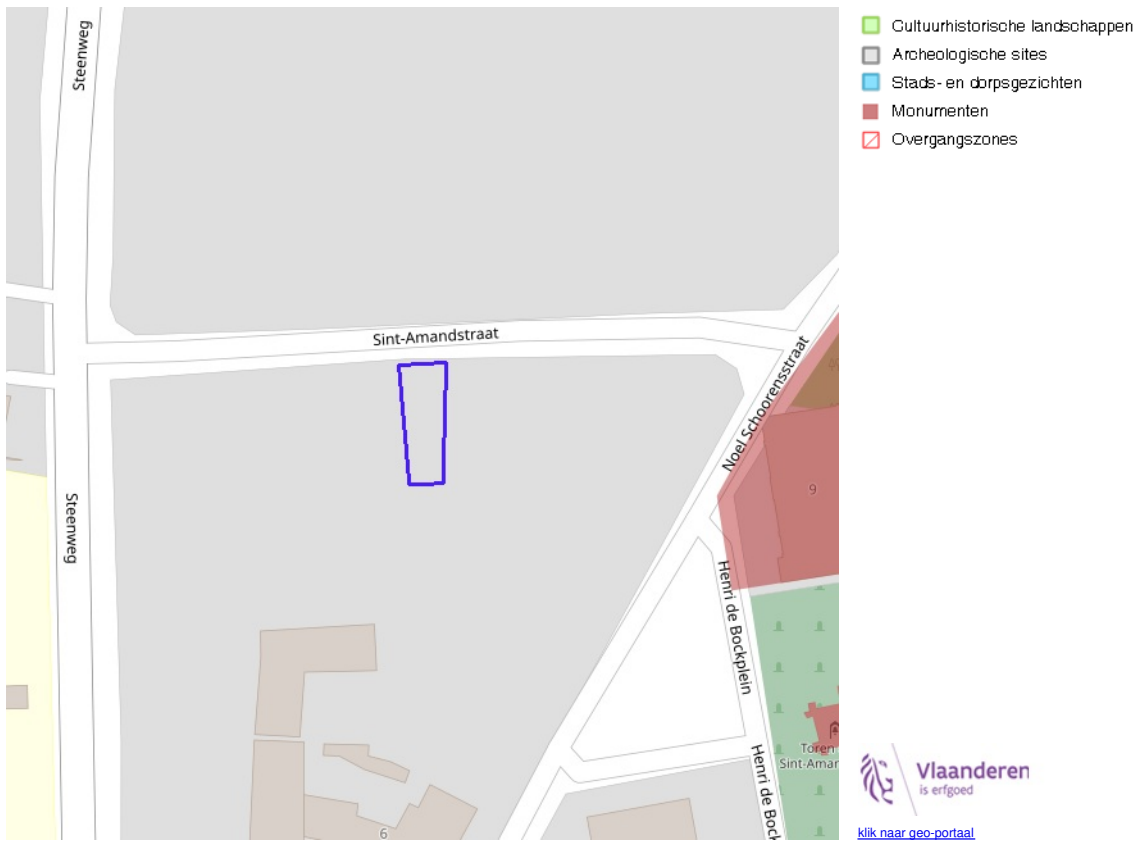 Steenweg
Sint-Amandstraat
Noel Schoorensstraat
9
Steenweg
Henri de Bockplein
Toren
Sint-Amar
Henri de Bock
6
Cultuurhistorische landschappen
Archeologische sites
Stads- en dorpsgezichten
Monumenten
Overgangszones
Vlaanderen
is erfgoed
klik naar geo-portaal